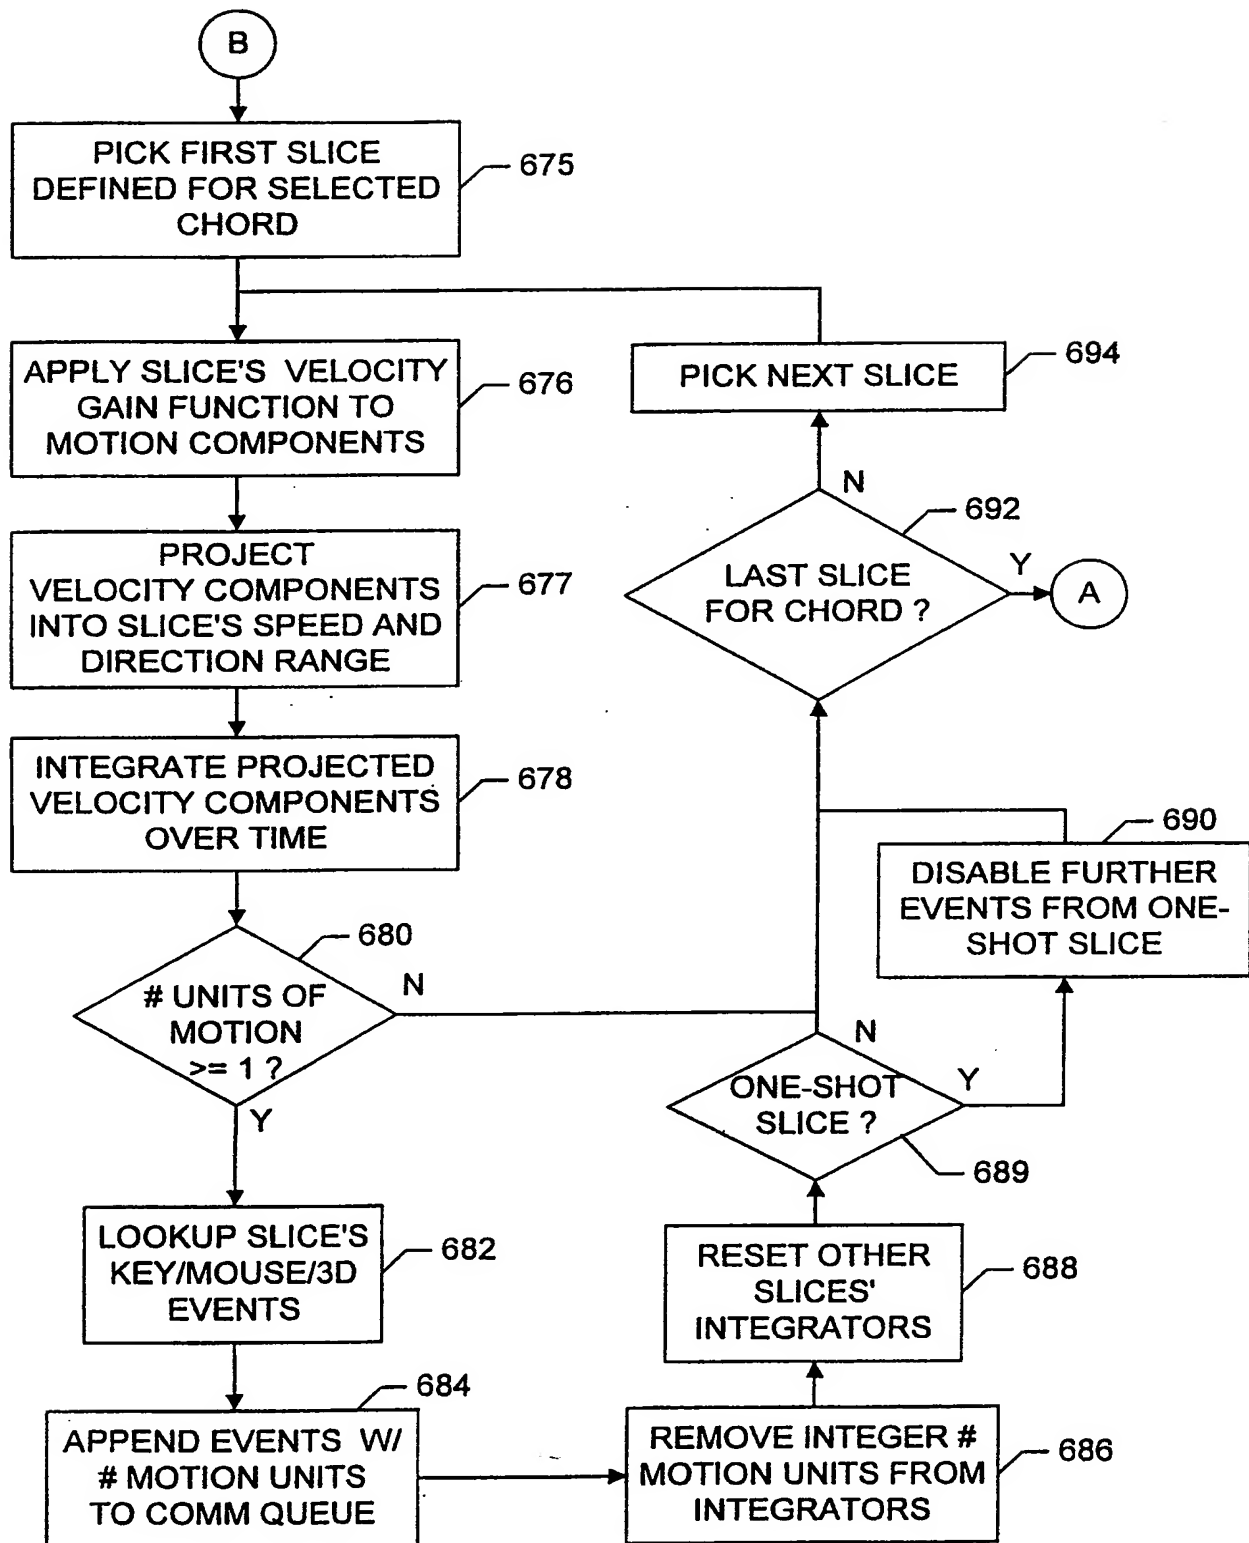 B
PICK FIRST SLICE
DEFINED FOR SELECTED
CHORD
675
APPLY SLICE'S VELOCITY
GAIN FUNCTION TO
MOTION COMPONENTS
676
PROJECT
VELOCITY COMPONENTS
INTO SLICE'S SPEED AND
DIRECTION RANGE
677
INTEGRATE PROJECTED
VELOCITY COMPONENTS
OVER TIME
678
# UNITS OF
MOTION
>= 1 ?
680
N
Y
LOOKUP SLICE'S
KEY/MOUSE/3D
EVENTS
682
APPEND EVENTS W/
# MOTION UNITS
TO COMM QUEUE
684
REMOVE INTEGER #
MOTION UNITS FROM
INTEGRATORS
686
RESET OTHER
SLICES'
INTEGRATORS
688
ONE-SHOT
SLICE ?
689
N
Y
DISABLE FURTHER
EVENTS FROM ONE-
SHOT SLICE
690
LAST SLICE
FOR CHORD ?
692
N
Y
A
PICK NEXT SLICE
694